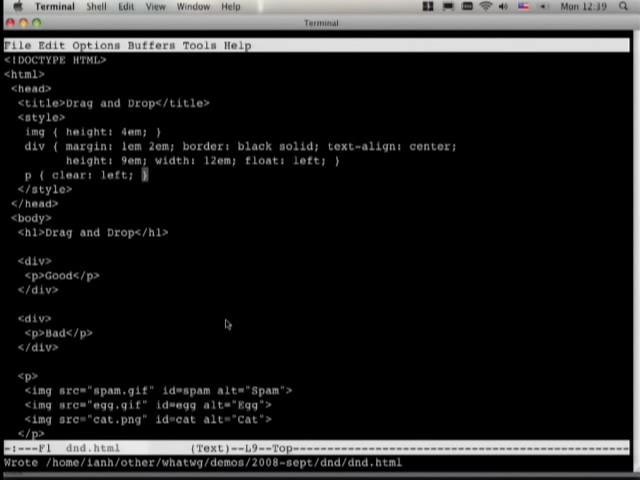 Terminal Shell Edit View Window Help Mon 12:39
Terminal
File Edit Options Buffers Tools Help
<!DOCTYPE HTML>
<html>
<head>
<title>Drag and Drop</title>
<style>
img { height: 4em; }
div { margin: 1em 2em; border: black solid; text-align: center;
height: 9em; width: 12em; float: left; }
p { clear: left; }
</style>
</head>
<body>
<h1>Drag and Drop</h1>
<div>
<p>Good</p>
</div>
<div>
<p>Bad</p>
</div>
<p>
<img src="spam.gif" id=spam alt="Spam">
<img src="egg.gif" id=egg alt="Egg">
<img src="cat.png" id=cat alt="Cat">
</p>
-:---F1 dnd.html (Text)--L9--Top----------------------------------------------
Wrote /home/ianh/other/whatwg/demos/2008-sept/dnd/dnd.html